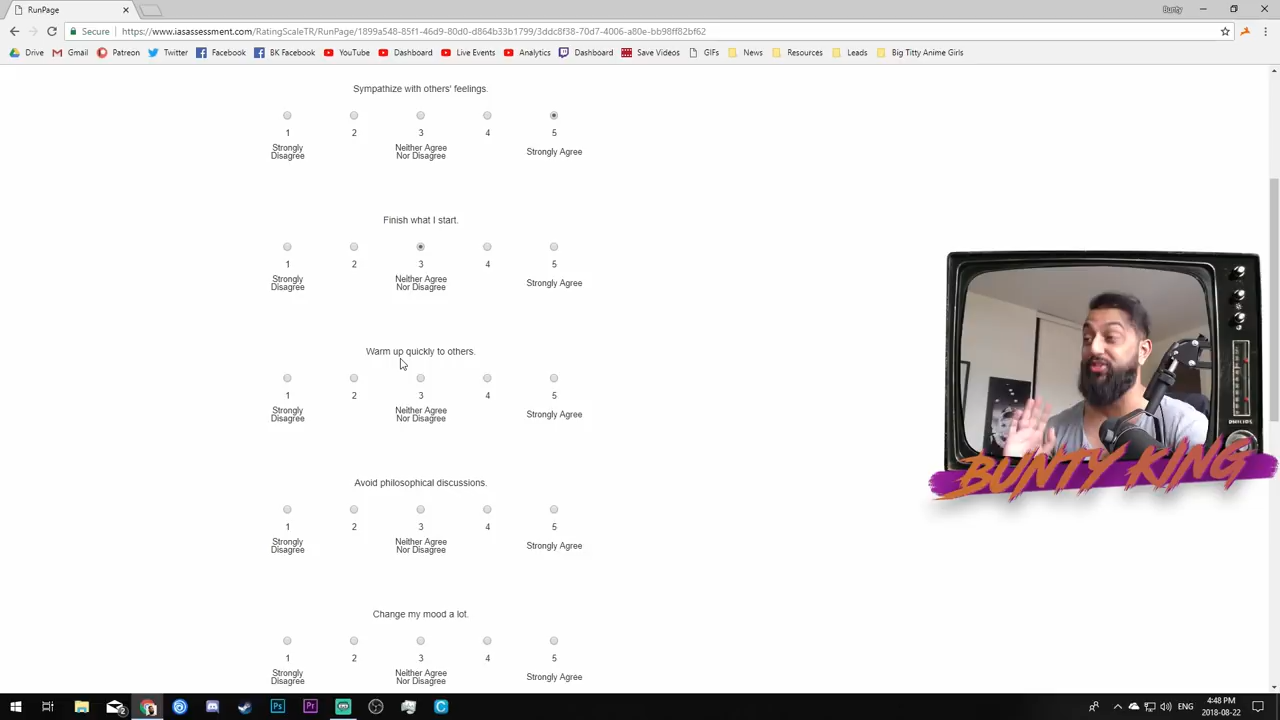 RunPage
Bunty
Secure
https://www.iasassessment.com/RatingScaleTR/RunPage/1899a548-85f1-46d9-80d0-d864b33b1799/3ddc8f38-70d7-4006-a80e-bb98ff82bf62
Drive Gmail Patreon Twitter Facebook BK Facebook YouTube Dashboard Live Events Analytics Dashboard Save Videos GIFs News Resources Leads Big Titty Anime Girls
Sympathize with others' feelings.
1 2 3 4 5
Strongly Disagree
Neither Agree Nor Disagree
Strongly Agree
Finish what I start.
1 2 3 4 5
Strongly Disagree
Neither Agree Nor Disagree
Strongly Agree
Warm up quickly to others.
1 2 3 4 5
Strongly Disagree
Neither Agree Nor Disagree
Strongly Agree
PHILIPS
BUNTY KING
Avoid philosophical discussions.
1 2 3 4 5
Strongly Disagree
Neither Agree Nor Disagree
Strongly Agree
Change my mood a lot.
1 2 3 4 5
Strongly Disagree
Neither Agree Nor Disagree
Strongly Agree
2
Ps
Pr
C
ENG
4:48 PM
2018-08-22